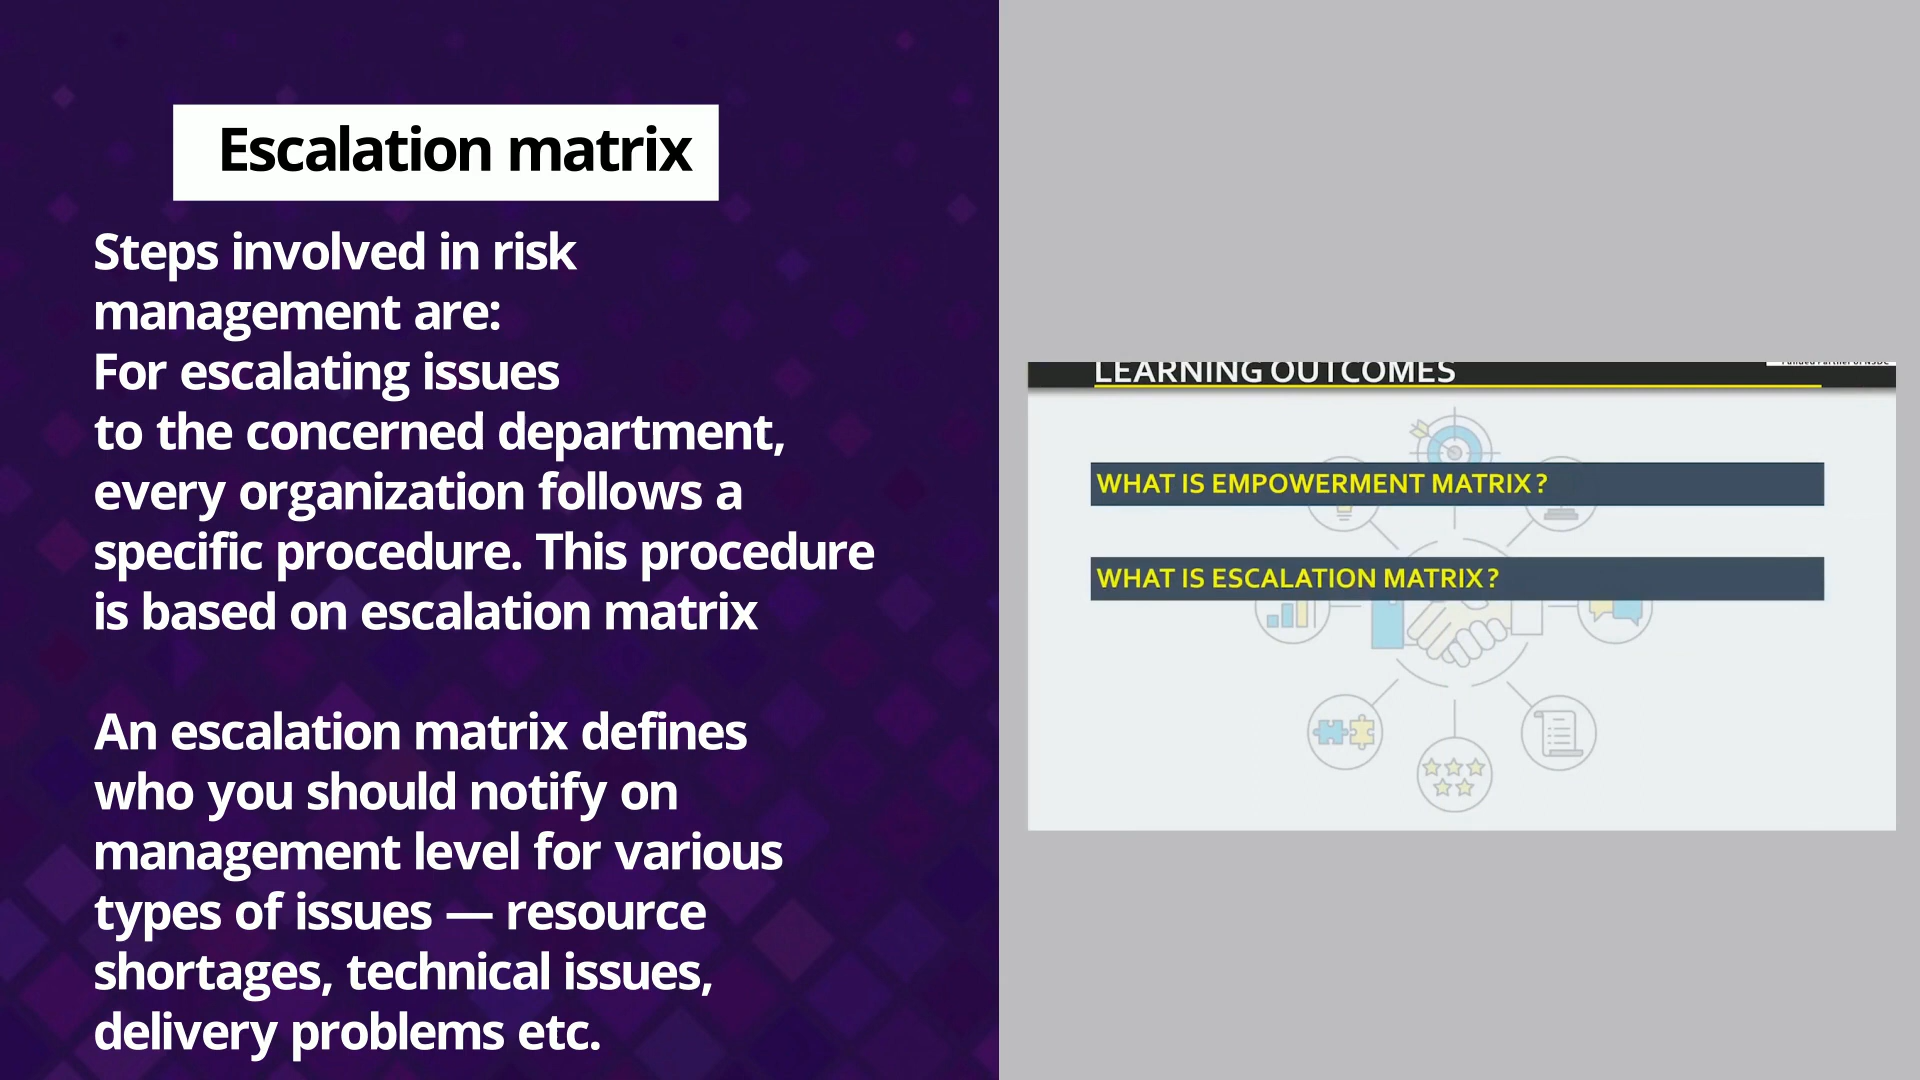 Escalation matrix
Steps involved in risk
management are:
For escalating issues
to the concerned department,
every organization follows a
specific procedure. This procedure
is based on escalation matrix
An escalation matrix defines
who you should notify on
management level for various
types of issues — resource
shortages, technical issues,
delivery problems etc.
LEARNING OUTCOMES
WHAT IS EMPOWERMENT MATRIX?
WHAT IS ESCALATION MATRIX?